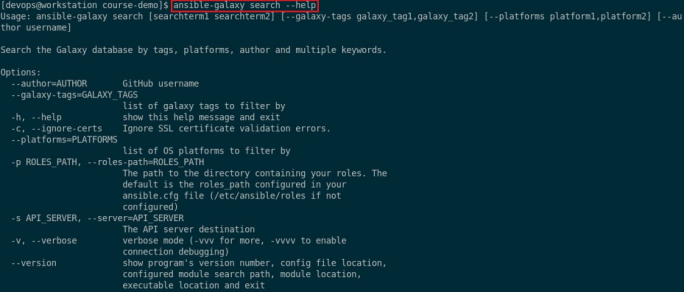 [devops@workstation course-demo]$ ansible-galaxy search --help
Usage: ansible-galaxy search [searchterm1 searchterm2] [--galaxy-tags galaxy_tag1,galaxy_tag2] [--platforms platform1,platform2] [--au
thor username]

Search the Galaxy database by tags, platforms, author and multiple keywords.

Options:
  --author=AUTHOR       GitHub username
  --galaxy-tags=GALAXY_TAGS
                        list of galaxy tags to filter by
  -h, --help            show this help message and exit
  -c, --ignore-certs    Ignore SSL certificate validation errors.
  --platforms=PLATFORMS
                        list of OS platforms to filter by
  -p ROLES_PATH, --roles-path=ROLES_PATH
                        The path to the directory containing your roles. The
                        default is the roles_path configured in your
                        ansible.cfg file (/etc/ansible/roles if not
                        configured)
  -s API_SERVER, --server=API_SERVER
                        The API server destination
  -v, --verbose         verbose mode (-vvv for more, -vvvv to enable
                        connection debugging)
  --version             show program's version number, config file location,
                        configured module search path, module location,
                        executable location and exit